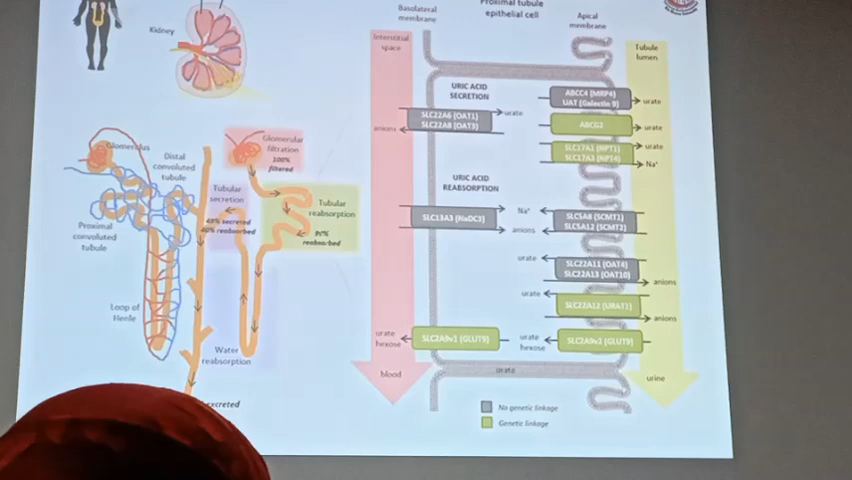 Kidney
Glomerulus
Distal
convoluted
tubule
Proximal
convoluted
tubule
Loop of
Henle
Glomerular
filtration
100%
filtered
Tubular
secretion
49% secreted
40% reabsorbed
Tubular
reabsorption
reabsorbed
Water
reabsorption
excreted
Basolateral
membrane
Proximal tubule
epithelial cell
Apical
membrane
Interstitial
space
Tubule
lumen
URIC ACID
SECRETION
SLC22A6 (OAT1)
SLC22A8 (OAT3)
urate
anions
ABCC4 (MRP4)
UAT (Galectin 9)
urate
ABCG2
urate
SLC17A1 (NPT1)
SLC17A3 (NPT4)
urate
Na⁺
URIC ACID
REABSORPTION
SLC13A3 (NaDC3)
Na⁺
anions
SLC5A8 (SCMT1)
SLC5A12 (SCMT2)
urate
SLC22A11 (OAT4)
SLC22A13 (OAT10)
anions
urate
SLC22A12 (URAT1)
anions
urate
hexose
SLC2A9v1 (GLUT9)
urate
hexose
SLC2A9v2 (GLUT9)
blood
urate
urine
No genetic linkage
Genetic linkage